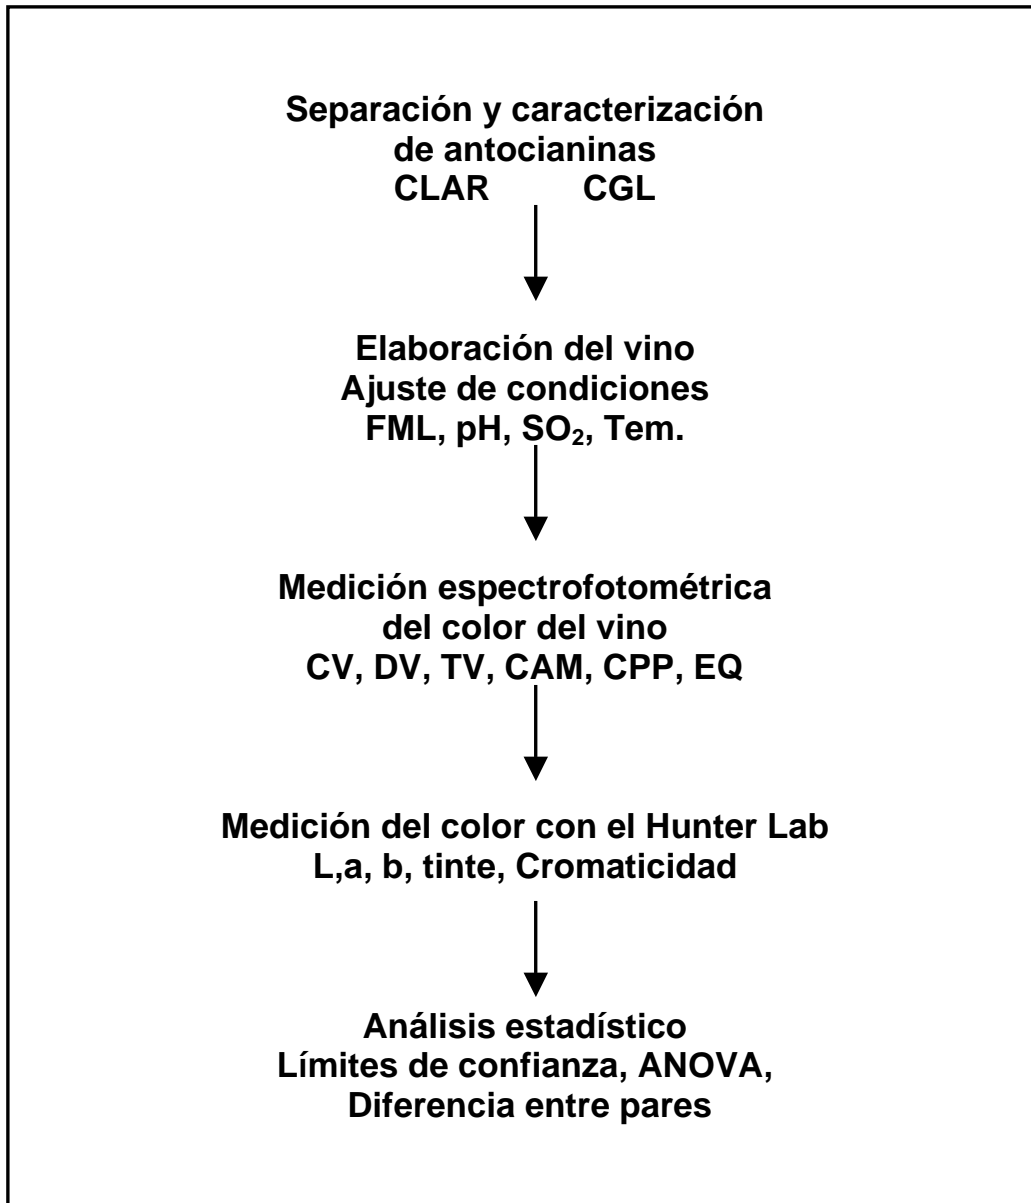 Separación y caracterización
de antocianinas
CLAR CGL
Elaboración del vino
Ajuste de condiciones
FML, pH, SO₂, Tem.
Medición espectrofotométrica
del color del vino
CV, DV, TV, CAM, CPP, EQ
Medición del color con el Hunter Lab
L,a, b, tinte, Cromaticidad
Análisis estadístico
Límites de confianza, ANOVA,
Diferencia entre pares